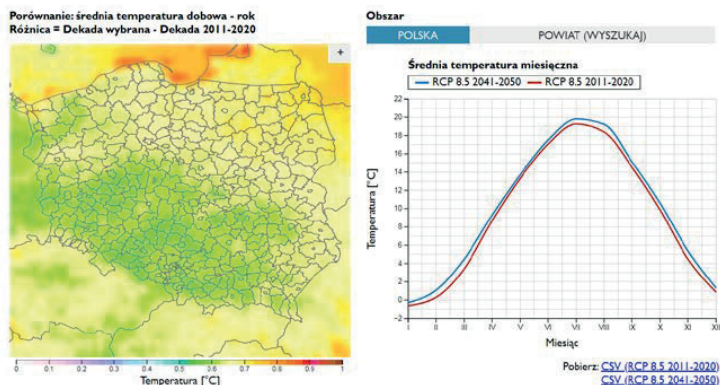 Porównanie: średnia temperatura dobowa - rok
Różnica = Dekada wybrana - Dekada 2011-2020
+
0 0.1 0.2 0.3 0.4 0.5 0.6 0.7 0.8 0.9 1
Temperatura [°C]
Obszar
POLSKA POWIAT (WYSZUKAJ)
Średnia temperatura miesięczna
RCP 8.5 2041-2050 RCP 8.5 2011-2020
Temperatura [°C]
22
20
18
16
14
12
10
8
6
4
2
0
-2
I II III IV V VI VII VIII IX X XI XI
Miesiąc
Pobierz: CSV (RCP 8.5 2011-2020)
CSV (RCP 8.5 2041-2050)